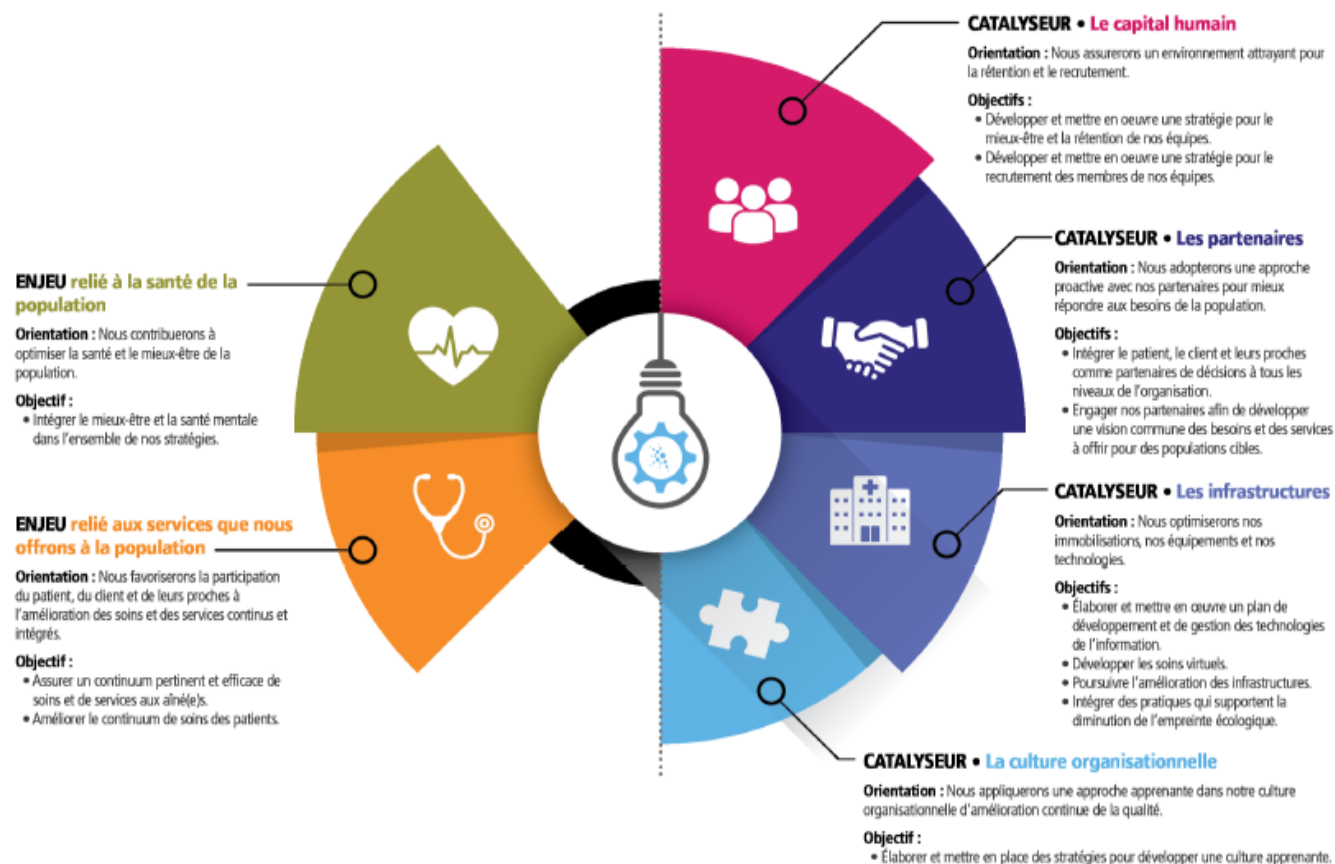 CATALYSEUR • Le capital humain
Orientation : Nous assurerons un environnement attrayant pour
la rétention et le recrutement.
Objectifs :
• Développer et mettre en oeuvre une stratégie pour le
mieux-être et la rétention de nos équipes.
• Développer et mettre en oeuvre une stratégie pour le
recrutement des membres de nos équipes.
CATALYSEUR • Les partenaires
Orientation : Nous adopterons une approche
proactive avec nos partenaires pour mieux
répondre aux besoins de la population.
Objectifs :
• Intégrer le patient, le client et leurs proches
comme partenaires de décisions à tous les
niveaux de l'organisation.
• Engager nos partenaires afin de développer
une vision commune des besoins et des services
à offrir pour des populations cibles.
CATALYSEUR • Les infrastructures
Orientation : Nous optimiserons nos
immobilisations, nos équipements et nos
technologies.
Objectifs :
• Élaborer et mettre en œuvre un plan de
développement et de gestion des technologies
de l'information.
• Développer les soins virtuels.
• Poursuivre l'amélioration des infrastructures.
• Intégrer des pratiques qui supportent la
diminution de l'empreinte écologique.
CATALYSEUR • La culture organisationnelle
Orientation : Nous appliquerons une approche apprenante dans notre culture
organisationnelle d'amélioration continue de la qualité.
Objectif :
• Élaborer et mettre en place des stratégies pour développer une culture apprenante.
ENJEU relié à la santé de la
population
Orientation : Nous contribuerons à
optimiser la santé et le mieux-être de la
population.
Objectif :
• Intégrer le mieux-être et la santé mentale
dans l'ensemble de nos stratégies.
ENJEU relié aux services que nous
offrons à la population
Orientation : Nous favoriserons la participation
du patient, du client et de leurs proches à
l'amélioration des soins et des services continus et
intégrés.
Objectif :
• Assurer un continuum pertinent et efficace de
soins et de services aux aîné(e)s.
• Améliorer le continuum de soins des patients.